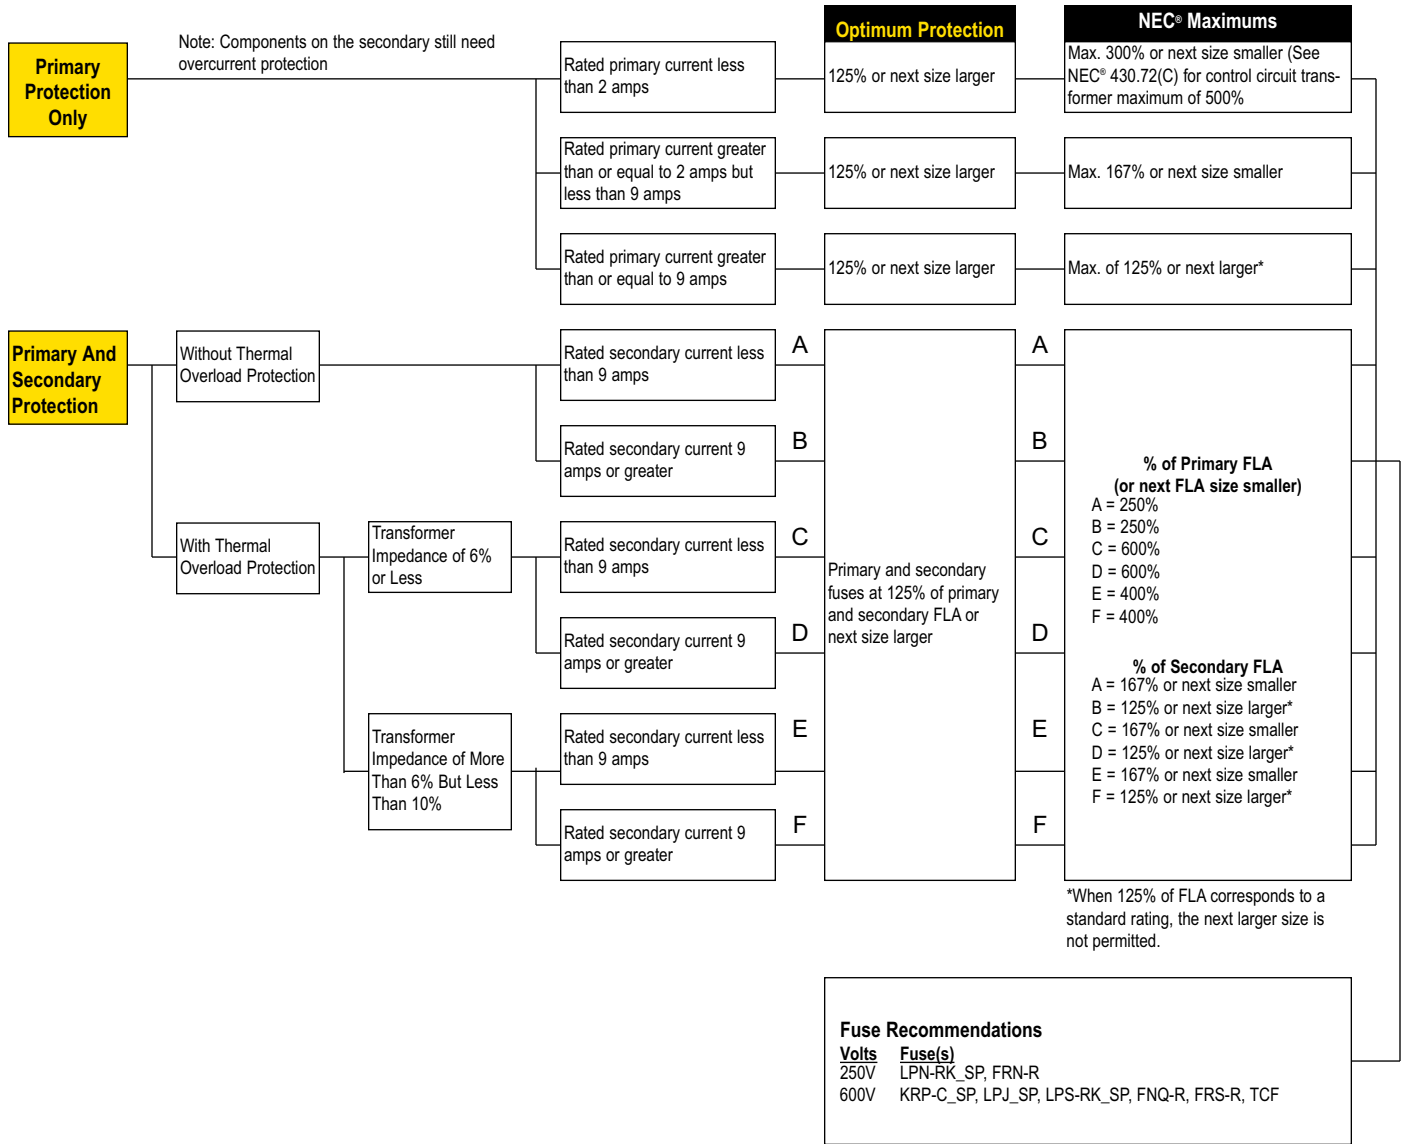 Optimum Protection
NEC® Maximums
Primary
Protection
Only
Note: Components on the secondary still need
overcurrent protection
Rated primary current less
than 2 amps
125% or next size larger
Max. 300% or next size smaller (See
NEC® 430.72(C) for control circuit trans-
former maximum of 500%
Rated primary current greater
than or equal to 2 amps but
less than 9 amps
125% or next size larger
Max. 167% or next size smaller
Rated primary current greater
than or equal to 9 amps
125% or next size larger
Max. of 125% or next larger*
Primary And
Secondary
Protection
Without Thermal
Overload Protection
Rated secondary current less
than 9 amps
A
A
Rated secondary current 9
amps or greater
B
B
With Thermal
Overload Protection
Transformer
Impedance of 6%
or Less
Rated secondary current less
than 9 amps
C
C
Rated secondary current 9
amps or greater
D
D
Transformer
Impedance of More
Than 6% But Less
Than 10%
Rated secondary current less
than 9 amps
E
E
Rated secondary current 9
amps or greater
F
F
Primary and secondary
fuses at 125% of primary
and secondary FLA or
next size larger
% of Primary FLA
(or next FLA size smaller)
A = 250%
B = 250%
C = 600%
D = 600%
E = 400%
F = 400%
% of Secondary FLA
A = 167% or next size smaller
B = 125% or next size larger*
C = 167% or next size smaller
D = 125% or next size larger*
E = 167% or next size smaller
F = 125% or next size larger*
*When 125% of FLA corresponds to a
standard rating, the next larger size is
not permitted.
Fuse Recommendations
Volts Fuse(s)
250V LPN-RK_SP, FRN-R
600V KRP-C_SP, LPJ_SP, LPS-RK_SP, FNQ-R, FRS-R, TCF